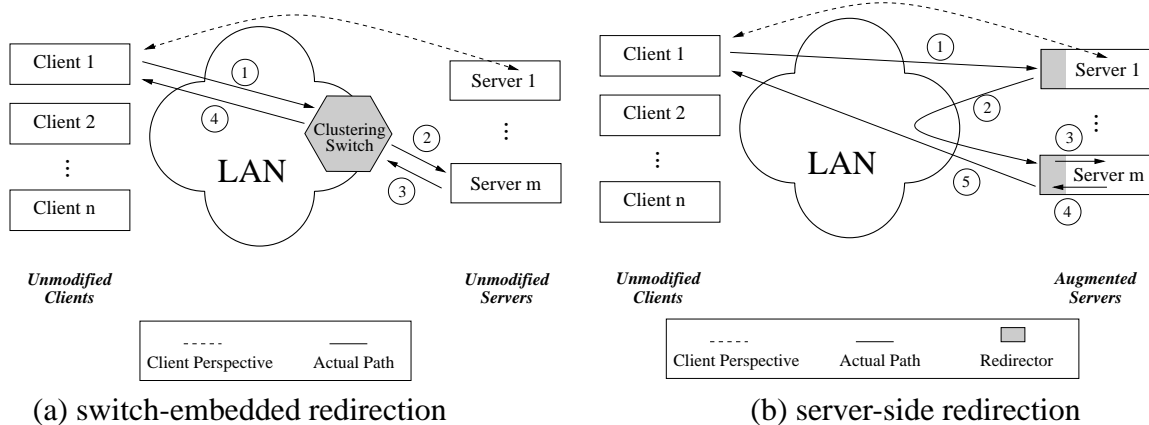 Client 1
Client 2
⋮
Client n
1
4
LAN
Clustering
Switch
2
3
Server 1
⋮
Server m
Unmodified
Clients
Unmodified
Servers
Client Perspective
Actual Path
(a) switch-embedded redirection
Client 1
Client 2
⋮
Client n
1
2
LAN
3
5
4
Server 1
⋮
Server m
Unmodified
Clients
Augmented
Servers
Client Perspective
Actual Path
Redirector
(b) server-side redirection